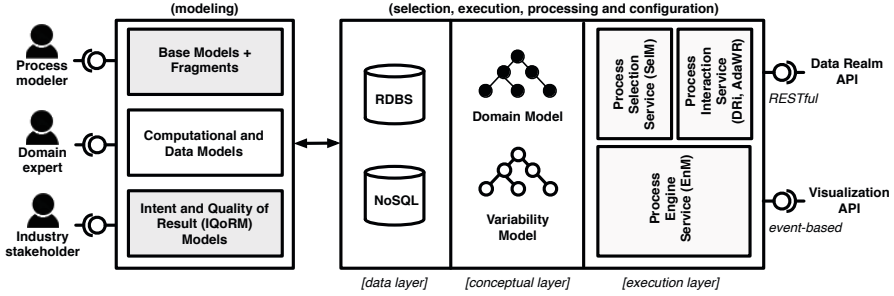 (modeling)
(selection, execution, processing and configuration)
Process
modeler
Base Models +
Fragments
Domain
expert
Computational and
Data Models
Industry
stakeholder
Intent and Quality of
Result (IQoRM)
Models
RDBS
NoSQL
Domain Model
Variability
Model
Process
Selection
Service (SelM)
Process
Interaction
Service
(DRi, AdaWR)
Process
Engine
Service (EnM)
Data Realm
API
RESTful
Visualization
API
event-based
[data layer]
[conceptual layer]
[execution layer]